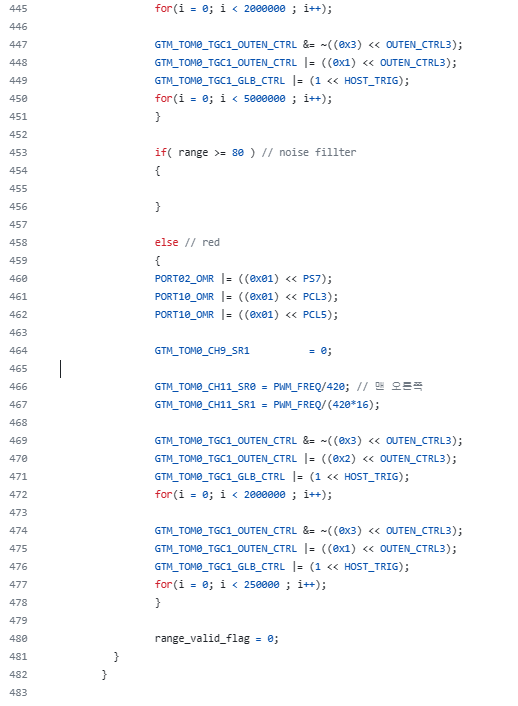 445 for(i = 0; i < 2000000 ; i++);
446
447 GTM_TOM0_TGC1_OUTEN_CTRL &= ~((0x3) << OUTEN_CTRL3);
448 GTM_TOM0_TGC1_OUTEN_CTRL |= ((0x1) << OUTEN_CTRL3);
449 GTM_TOM0_TGC1_GLB_CTRL |= (1 << HOST_TRIG);
450 for(i = 0; i < 5000000 ; i++);
451 }
452
453 if( range >= 80 ) // noise fillter
454 {
455
456 }
457
458 else // red
459 {
460 PORT02_OMR |= ((0x01) << PS7);
461 PORT10_OMR |= ((0x01) << PCL3);
462 PORT10_OMR |= ((0x01) << PCL5);
463
464 GTM_TOM0_CH9_SR1 = 0;
465
466 GTM_TOM0_CH11_SR0 = PWM_FREQ/420; // 맨 오른쪽
467 GTM_TOM0_CH11_SR1 = PWM_FREQ/(420*16);
468
469 GTM_TOM0_TGC1_OUTEN_CTRL &= ~((0x3) << OUTEN_CTRL3);
470 GTM_TOM0_TGC1_OUTEN_CTRL |= ((0x2) << OUTEN_CTRL3);
471 GTM_TOM0_TGC1_GLB_CTRL |= (1 << HOST_TRIG);
472 for(i = 0; i < 2000000 ; i++);
473
474 GTM_TOM0_TGC1_OUTEN_CTRL &= ~((0x3) << OUTEN_CTRL3);
475 GTM_TOM0_TGC1_OUTEN_CTRL |= ((0x1) << OUTEN_CTRL3);
476 GTM_TOM0_TGC1_GLB_CTRL |= (1 << HOST_TRIG);
477 for(i = 0; i < 250000 ; i++);
478 }
479
480 range_valid_flag = 0;
481 }
482 }
483